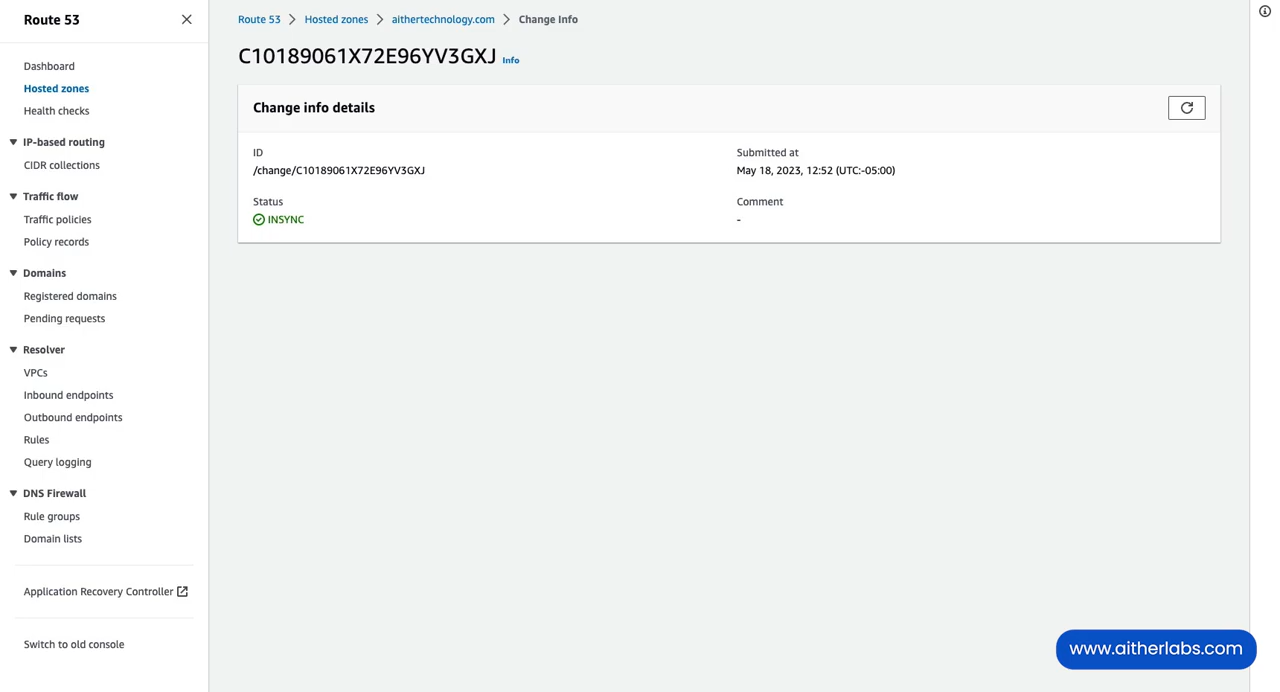 Route 53
Dashboard
Hosted zones
Health checks
IP-based routing
CIDR collections
Traffic flow
Traffic policies
Policy records
Domains
Registered domains
Pending requests
Resolver
VPCs
Inbound endpoints
Outbound endpoints
Rules
Query logging
DNS Firewall
Rule groups
Domain lists
Application Recovery Controller
Switch to old console
Route 53 > Hosted zones > aithertechnology.com > Change Info
C10189061X72E96YV3GXJ Info
Change info details
ID
/change/C10189061X72E96YV3GXJ
Status
INSYNC
Submitted at
May 18, 2023, 12:52 (UTC:-05:00)
Comment
-
www.aitherlabs.com